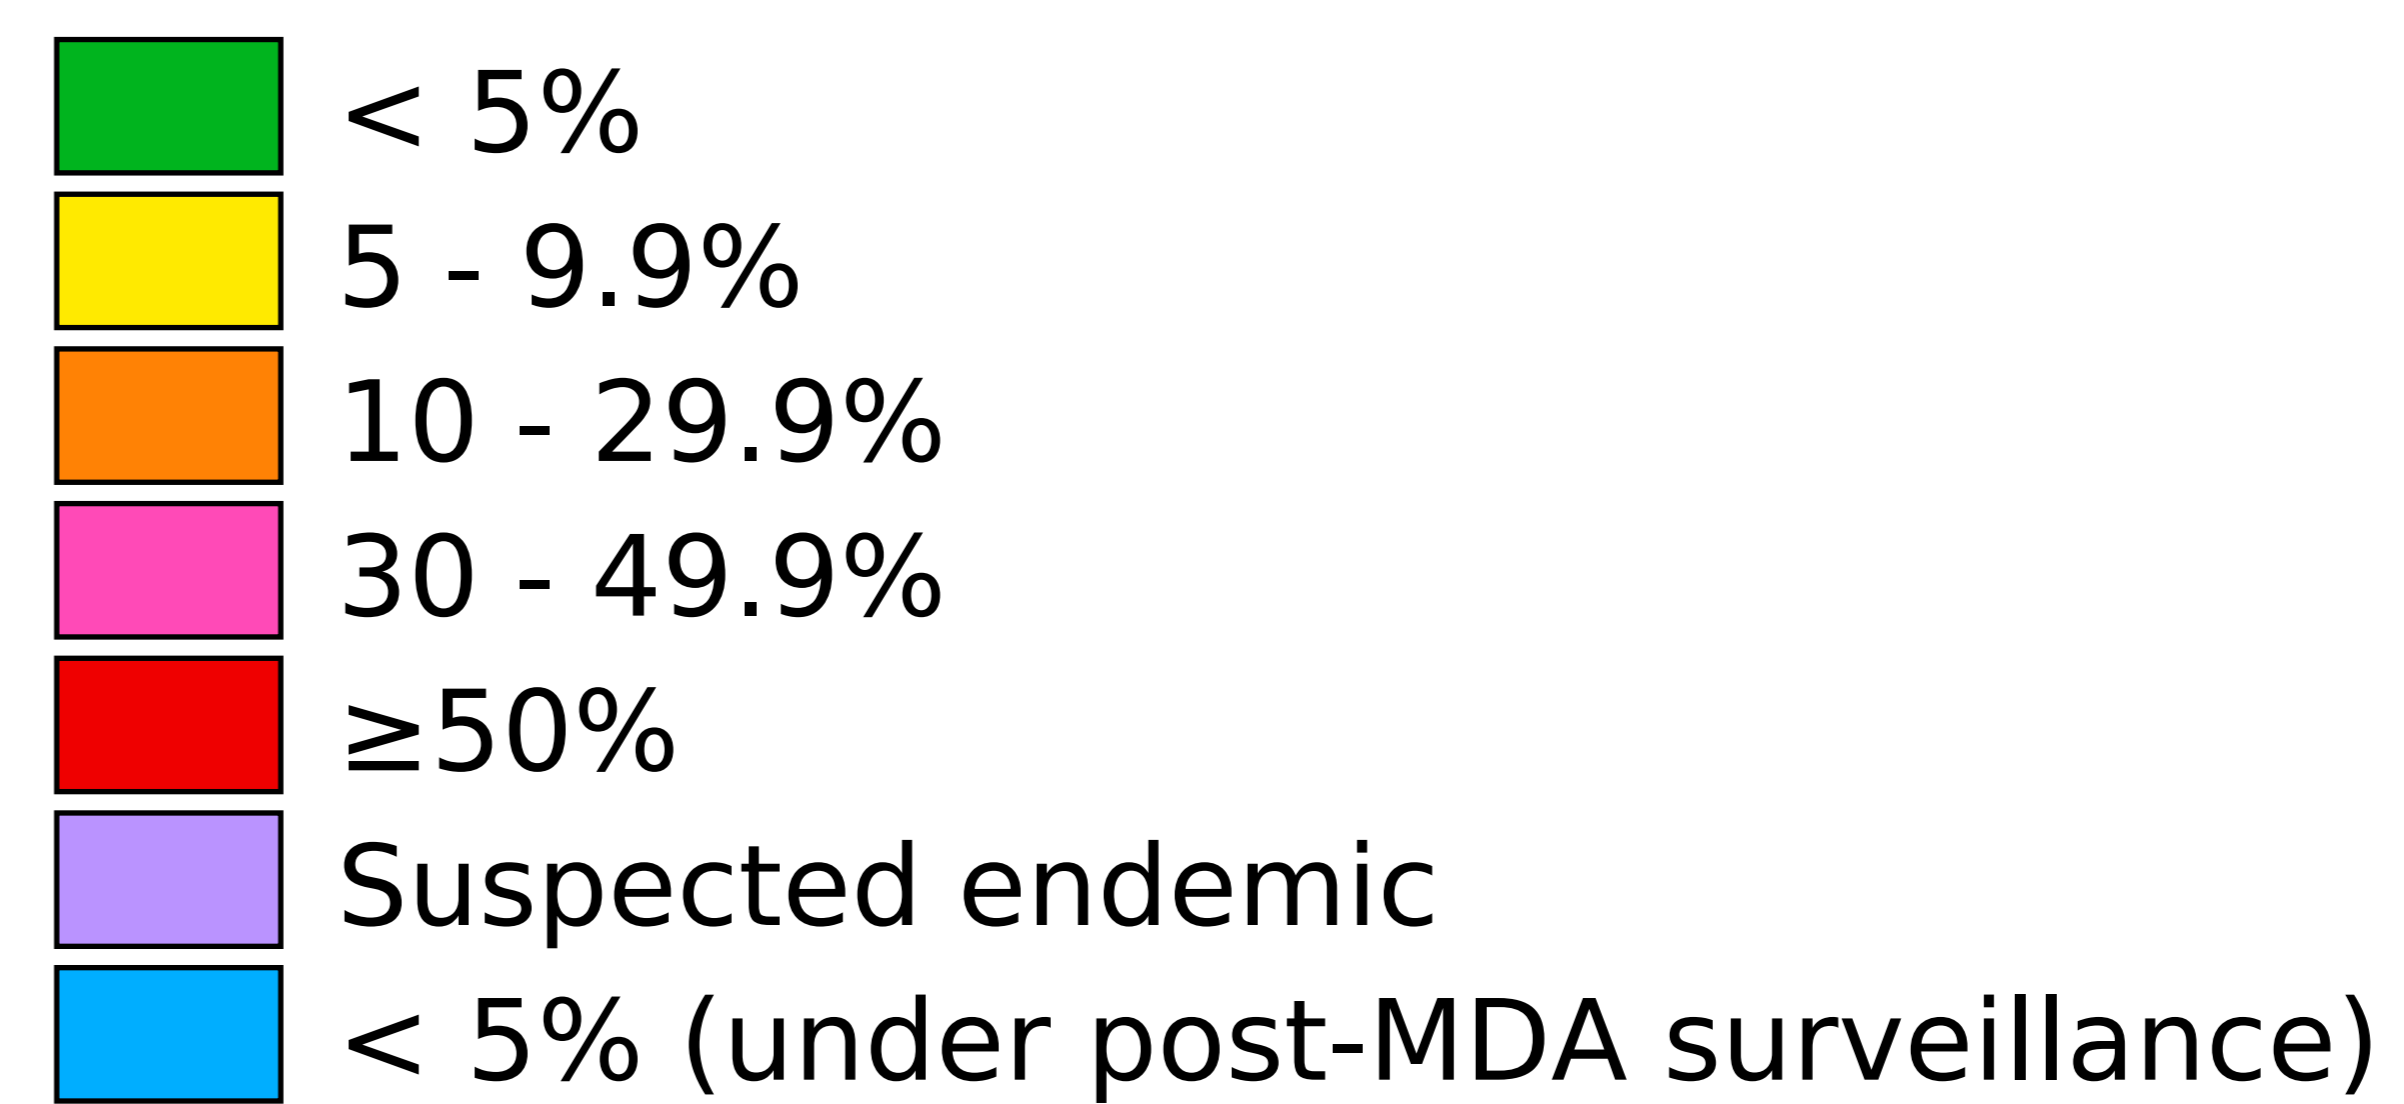 < 5%
5 - 9.9%
10 - 29.9%
30 - 49.9%
≥50%
Suspected endemic
< 5% (under post-MDA surveillance)